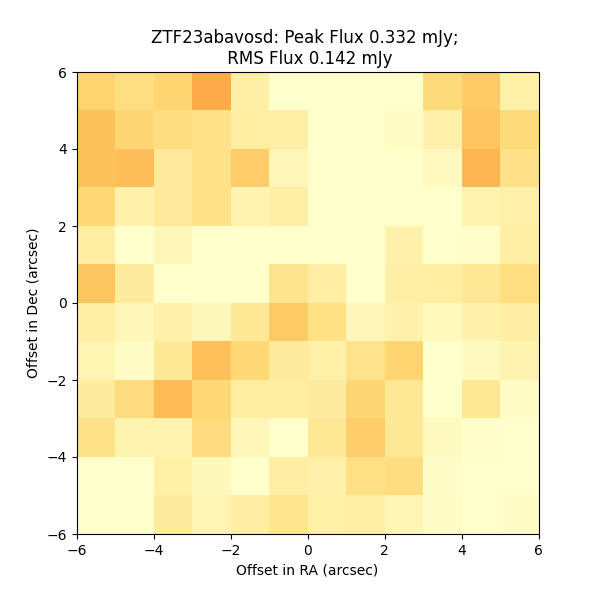 ZTF23abavosd: Peak Flux 0.332 mJy;
RMS Flux 0.142 mJy
6
4
2
0
−2
−4
−6
Offset in Dec (arcsec)
−6 −4 −2 0 2 4 6
Offset in RA (arcsec)